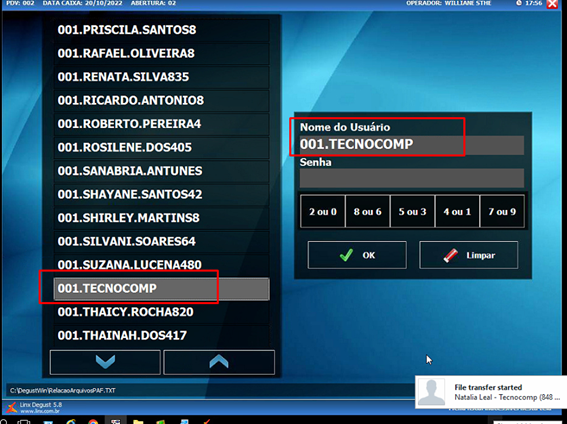 PDV: 002 DATA CAIXA: 20/10/2022 ABERTURA: 02 OPERADOR: WILLIANE STHE 17:56
001.PRISCILA.SANTOS8
001.RAFAEL.OLIVEIRA8
001.RENATA.SILVA835
001.RICARDO.ANTONIO8
001.ROBERTO.PEREIRA4
001.ROSILENE.DOS405
001.SANABRIA.ANTUNES
001.SHAYANE.SANTOS42
001.SHIRLEY.MARTINS8
001.SILVANI.SOARES64
001.SUZANA.LUCENA480
001.TECNOCOMP
001.THAICY.ROCHA820
001.THAINAH.DOS417
Nome do Usuário
001.TECNOCOMP
Senha
2 ou 0 8 ou 6 5 ou 3 4 ou 1 7 ou 9
OK Limpar
C:\DegustWin\RelacaoArquivosPAF.TXT
File transfer started
Natalia Leal - Tecnocomp (848 ...
Linx Degust 5.8
www.linx.com.br